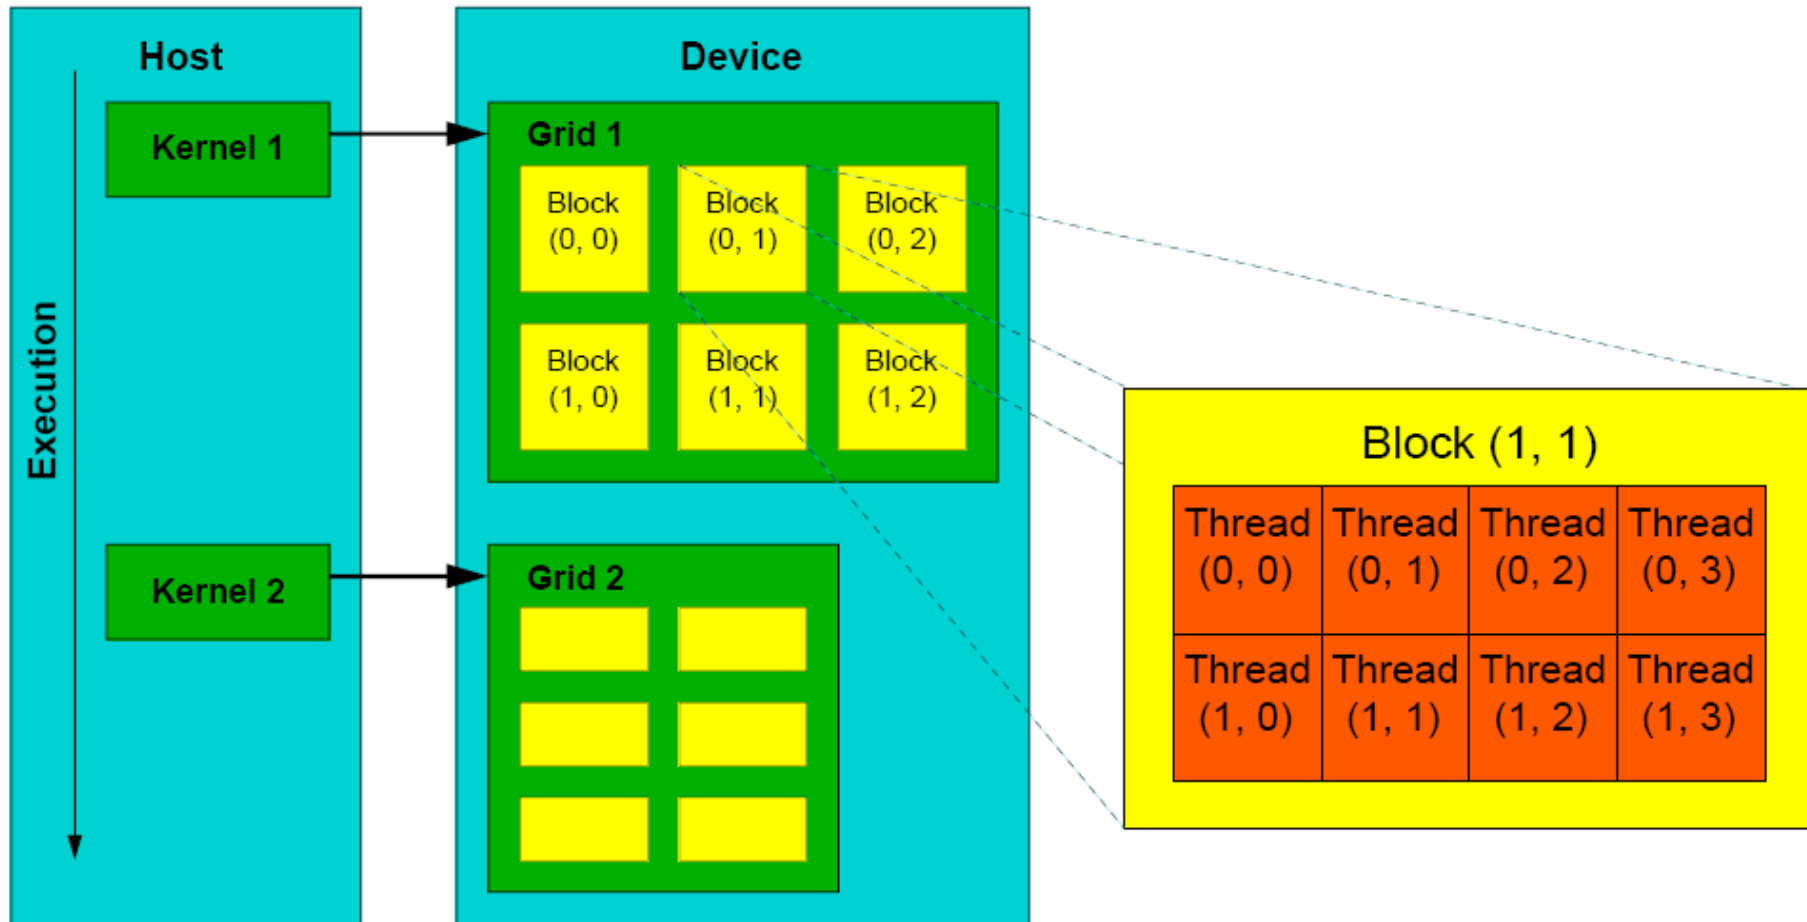 Host
Device
Execution
Kernel 1
Grid 1
Block
(0, 0)
Block
(0, 1)
Block
(0, 2)
Block
(1, 0)
Block
(1, 1)
Block
(1, 2)
Kernel 2
Grid 2
Block (1, 1)
Thread
(0, 0)
Thread
(0, 1)
Thread
(0, 2)
Thread
(0, 3)
Thread
(1, 0)
Thread
(1, 1)
Thread
(1, 2)
Thread
(1, 3)